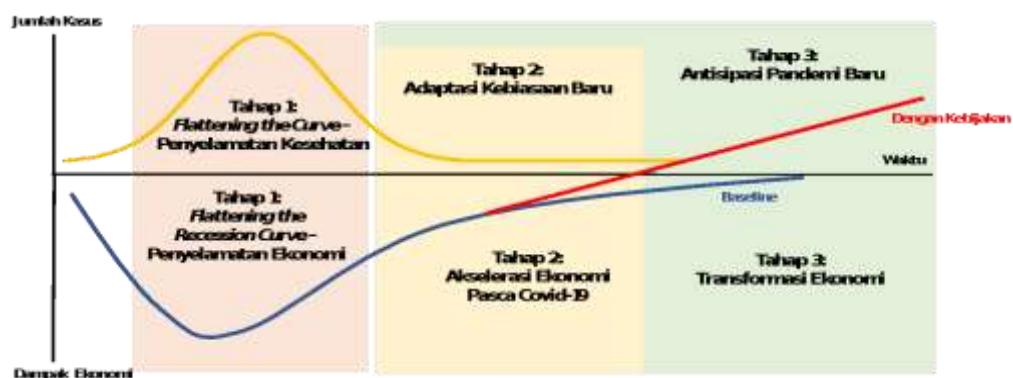 Jumlah Kasus
Tahap 1:
Flattening the Curve–
Penyelamatan Kesehatan
Tahap 2:
Adaptasi Kebiasaan Baru
Tahap 3:
Antisipasi Pandemi Baru
Dengan Kebijakan
Waktu
Baseline
Tahap 1:
Flattening the
Recession Curve–
Penyelamatan Ekonomi
Tahap 2:
Akselerasi Ekonomi
Pasca Covid-19
Tahap 3:
Transformasi Ekonomi
Dampak Ekonomi